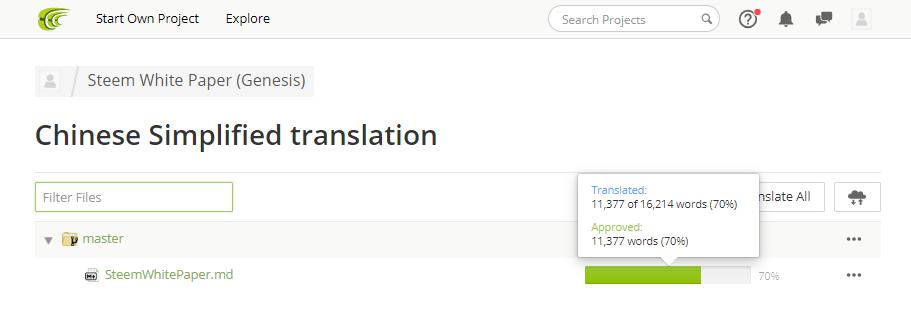 Start Own Project Explore Search Projects
Steem White Paper (Genesis)
Chinese Simplified translation
Filter Files
nslate All
Translated:
11,377 of 16,214 words (70%)
Approved:
11,377 words (70%)
master
SteemWhitePaper.md 70%